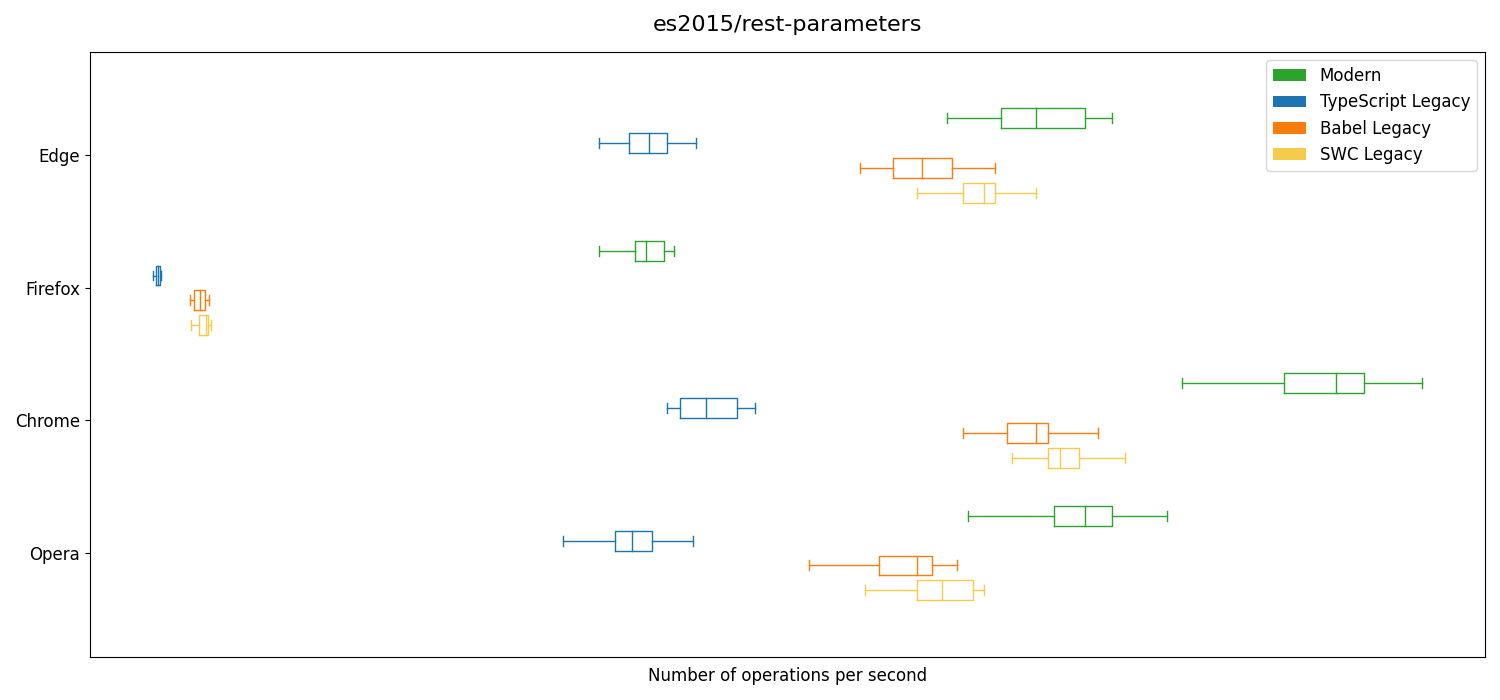 es2015/rest-parameters
Modern
TypeScript Legacy
Babel Legacy
SWC Legacy
Edge
Firefox
Chrome
Opera
Number of operations per second